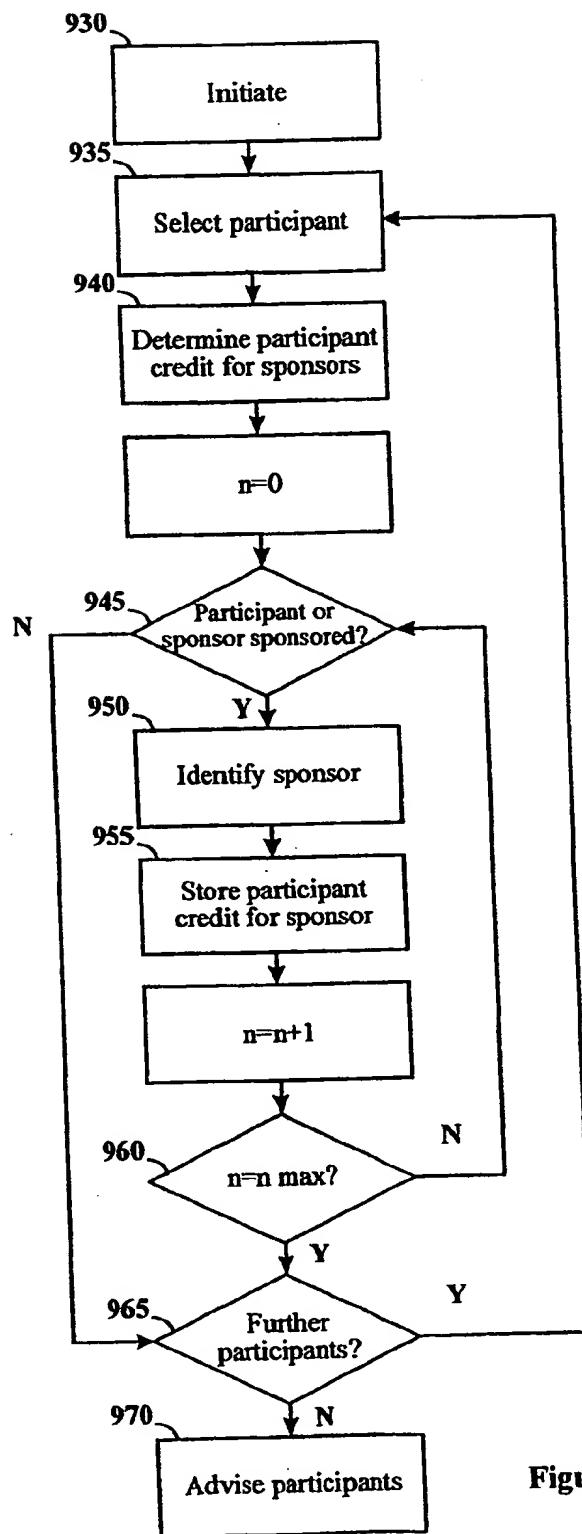 930
Initiate
935
Select participant
940
Determine participant
credit for sponsors
n=0
945
N
Participant or
sponsor sponsored?
Y
950
Identify sponsor
955
Store participant
credit for sponsor
n=n+1
960
N
n=n max?
Y
965
Y
Further
participants?
N
970
Advise participants